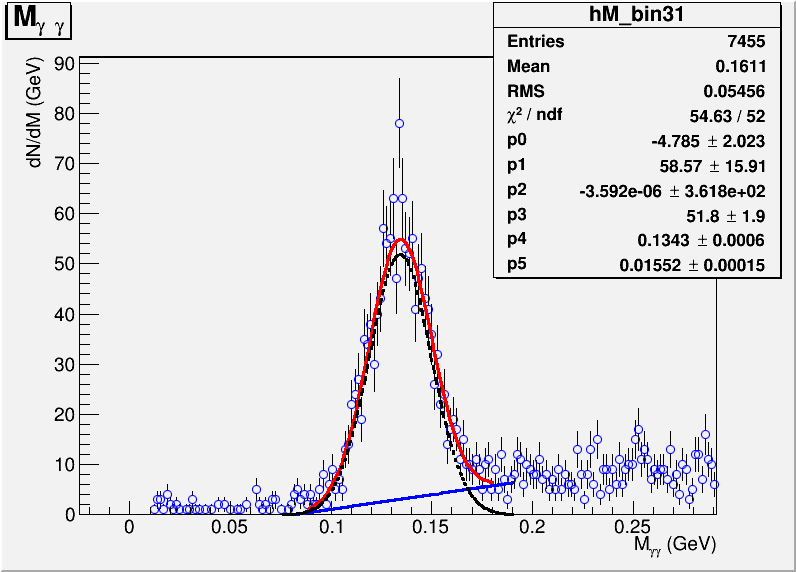 M γ γ
hM_bin31
Entries 7455
Mean 0.1611
RMS 0.05456
χ² / ndf 54.63 / 52
p0 -4.785 ± 2.023
p1 58.57 ± 15.91
p2 -3.592e-06 ± 3.618e+02
p3 51.8 ± 1.9
p4 0.1343 ± 0.0006
p5 0.01552 ± 0.00015
dN/dM (GeV)
90
80
70
60
50
40
30
20
10
0
0 0.05 0.1 0.15 0.2 0.25
Mγγ (GeV)